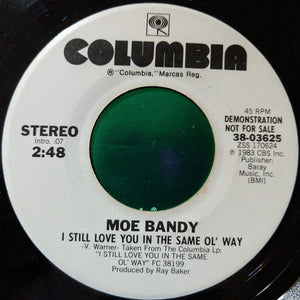 COLUMBIA
® "Columbia," Marcas Reg.
STEREO
Intro. :07
2:48
45 RPM
DEMONSTRATION
NOT FOR SALE
38-03625
ZSS 170624
℗ 1983 CBS Inc.
Publisher:
Baray
Music, Inc.
(BMI)
MOE BANDY
I STILL LOVE YOU IN THE SAME OL' WAY
-V. Warner- Taken From The Columbia Lp:
"I STILL LOVE YOU IN THE SAME
OL' WAY" FC 38199
Produced by Ray Baker